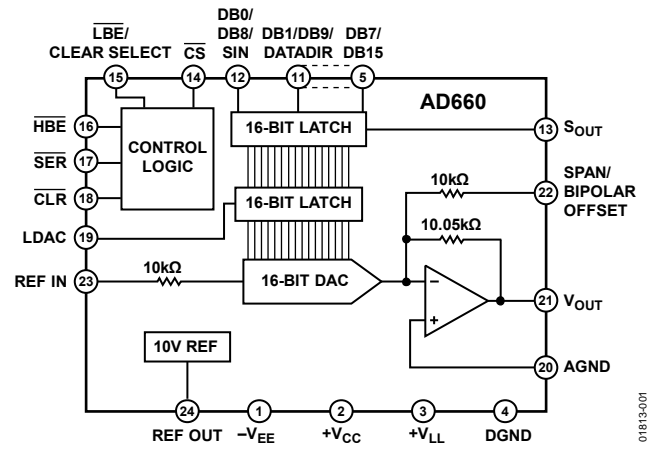 DB0/
LBE/ DB8/ DB1/DB9/ DB7/
CLEAR SELECT CS SIN DATADIR DB15
15 14 12 11 5
AD660
HBE 16
16-BIT LATCH
13 SOUT
CONTROL
LOGIC
SER 17
SPAN/
10kΩ
22 BIPOLAR
OFFSET
CLR 18
16-BIT LATCH
10.05kΩ
LDAC 19
REF IN 23
10kΩ
16-BIT DAC
−
+
21 VOUT
10V REF
20 AGND
24 1 2 3 4
REF OUT −VEE +VCC +VLL DGND
01813-001